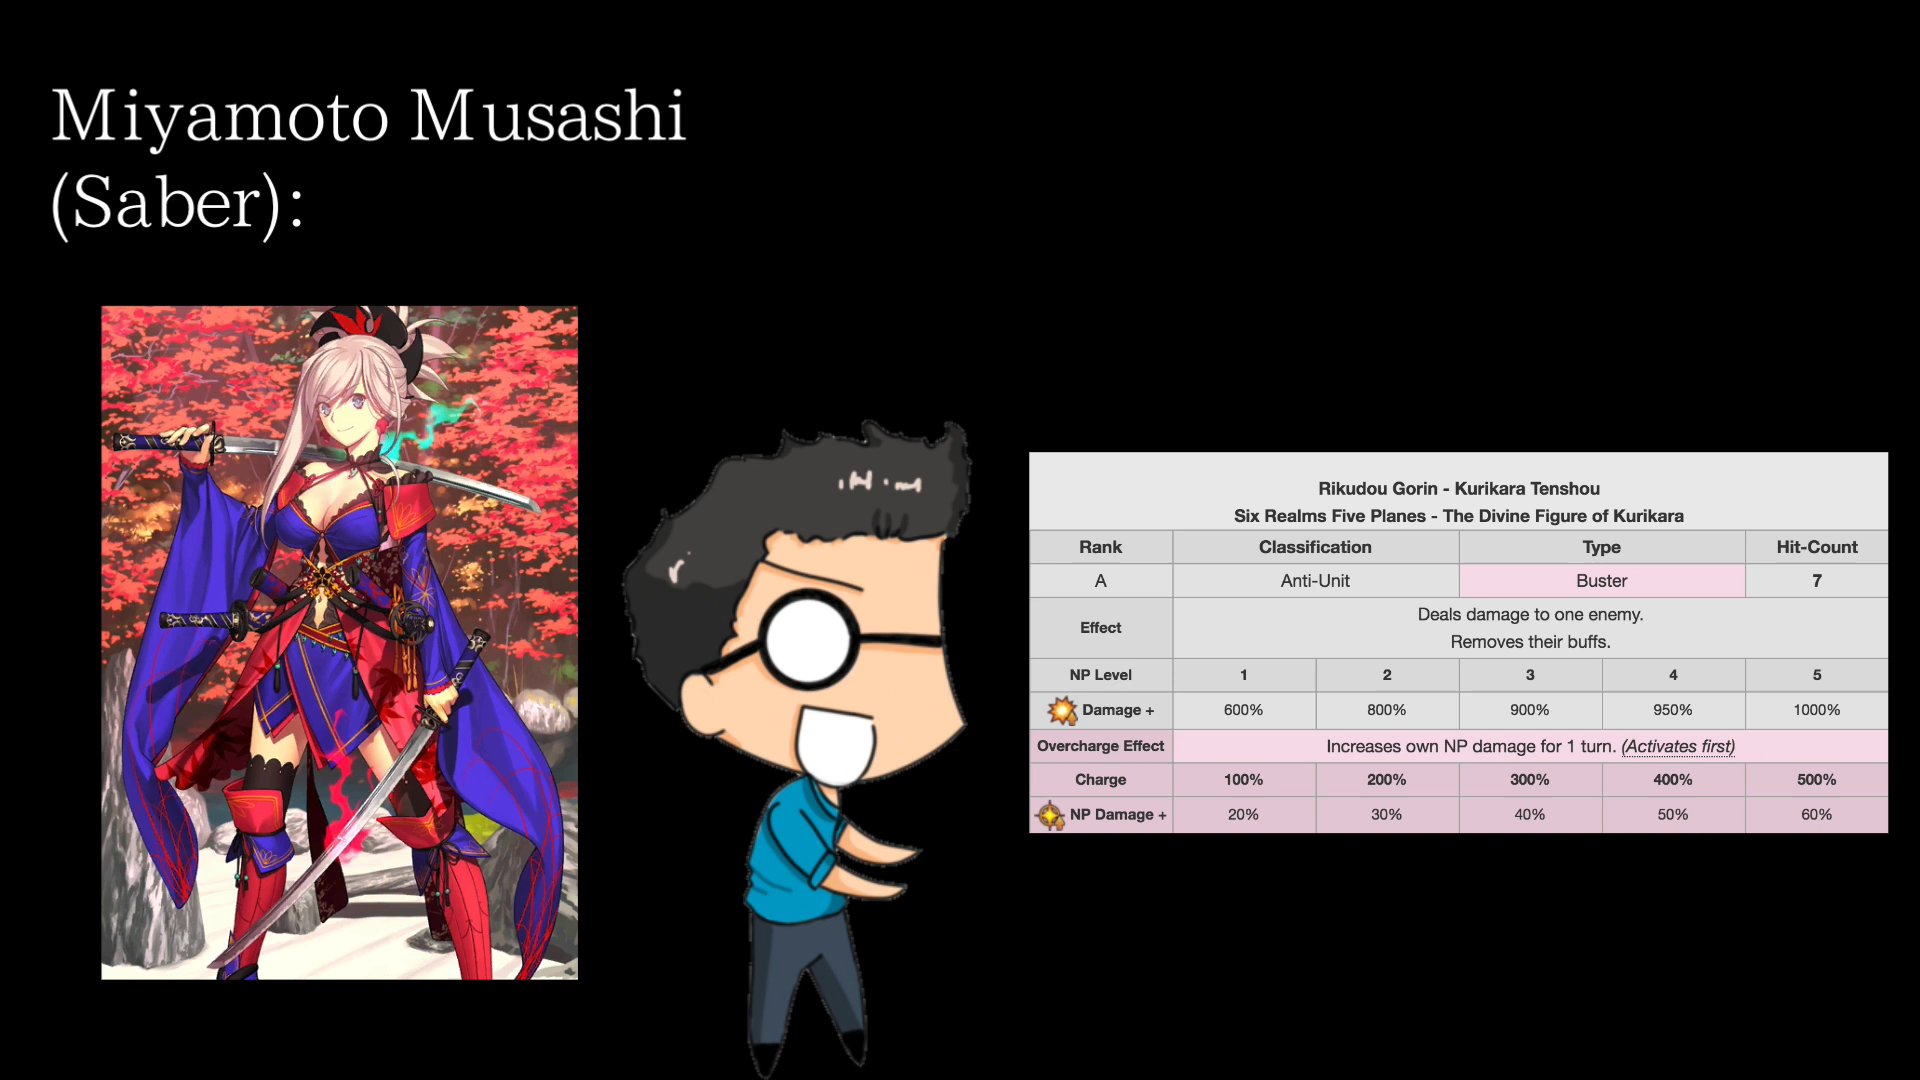 Miyamoto Musashi
(Saber):
Rikudou Gorin - Kurikara Tenshou
Six Realms Five Planes - The Divine Figure of Kurikara
Rank Classification Type Hit-Count
A Anti-Unit Buster 7
Effect Deals damage to one enemy.
Removes their buffs.
NP Level 1 2 3 4 5
Damage + 600% 800% 900% 950% 1000%
Overcharge Effect Increases own NP damage for 1 turn. (Activates first)
Charge 100% 200% 300% 400% 500%
NP Damage + 20% 30% 40% 50% 60%